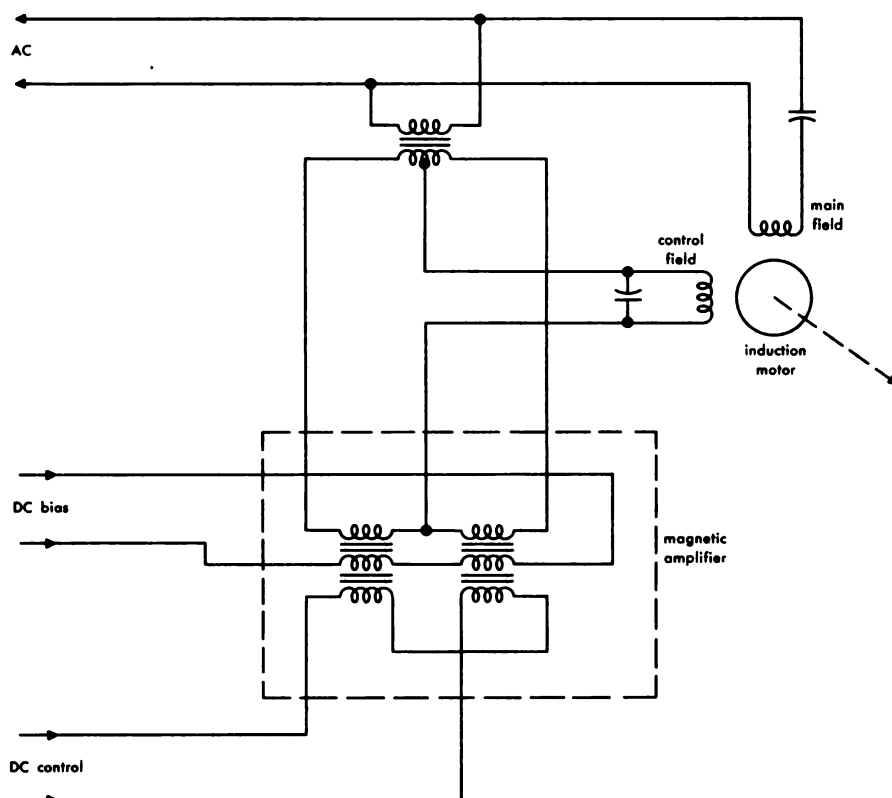 AC
main
field
control
field
induction
motor
DC bias
magnetic
amplifier
DC control